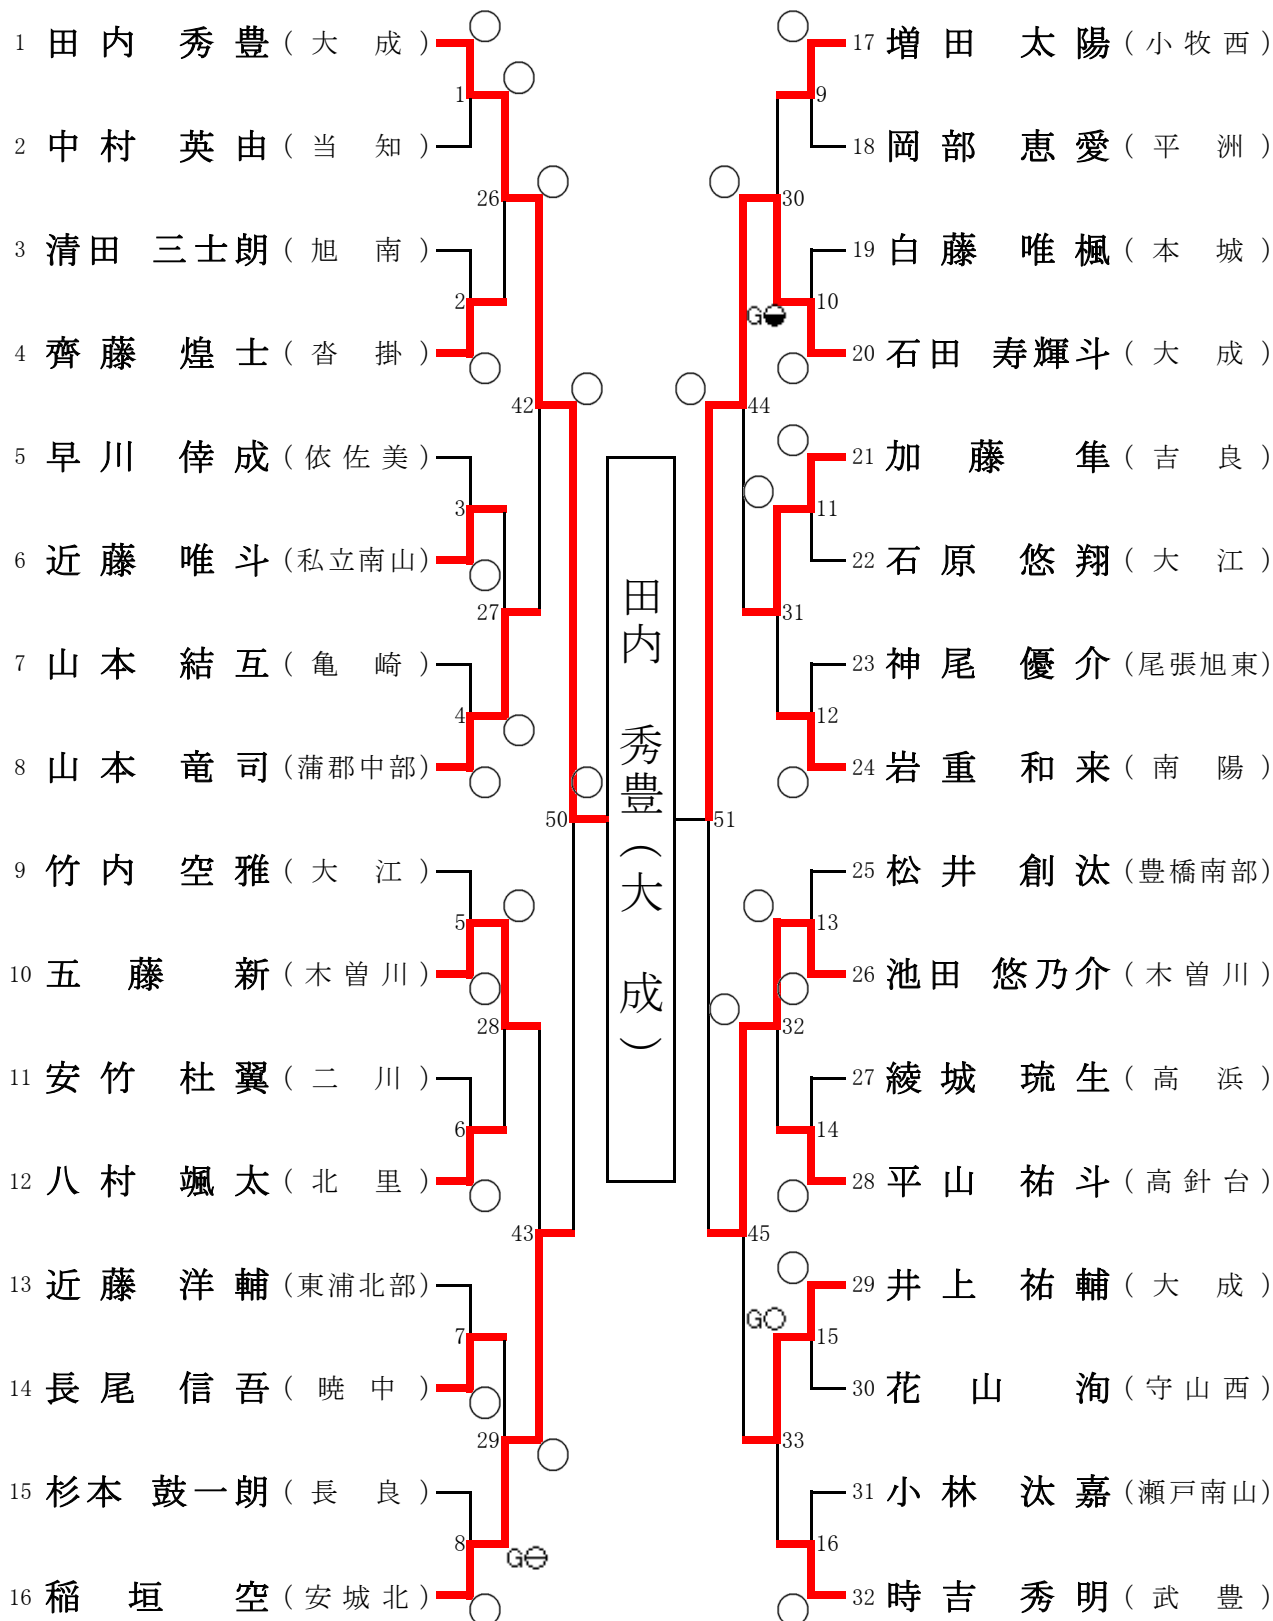 1 田内 秀豊 (大成)
2 中村 英由 (当知)
3 清田 三士朗 (旭南)
4 齊藤 煌士 (沓掛)
5 早川 倖成 (依佐美)
6 近藤 唯斗 (私立南山)
7 山本 結互 (亀崎)
8 山本 竜司 (蒲郡中部)
9 竹内 空雅 (大江)
10 五藤 新 (木曽川)
11 安竹 杜翼 (二川)
12 八村 颯太 (北里)
13 近藤 洋輔 (東浦北部)
14 長尾 信吾 (暁中)
15 杉本 鼓一朗 (長良)
16 稲垣 空 (安城北)
1
2
3
4
5
6
7
8
26
27
28
29
G
42
43
50
田内 秀豊(大 成)
51
44
45
30
G
31
32
G
33
9
10
11
12
13
14
15
16
17 増田 太陽 (小牧西)
18 岡部 恵愛 (平洲)
19 白藤 唯楓 (本城)
20 石田 寿輝斗 (大成)
21 加藤 隼 (吉良)
22 石原 悠翔 (大江)
23 神尾 優介 (尾張旭東)
24 岩重 和来 (南陽)
25 松井 創汰 (豊橋南部)
26 池田 悠乃介 (木曽川)
27 綾城 琉生 (高浜)
28 平山 祐斗 (高針台)
29 井上 祐輔 (大成)
30 花山 洵 (守山西)
31 小林 汰嘉 (瀬戸南山)
32 時吉 秀明 (武豊)